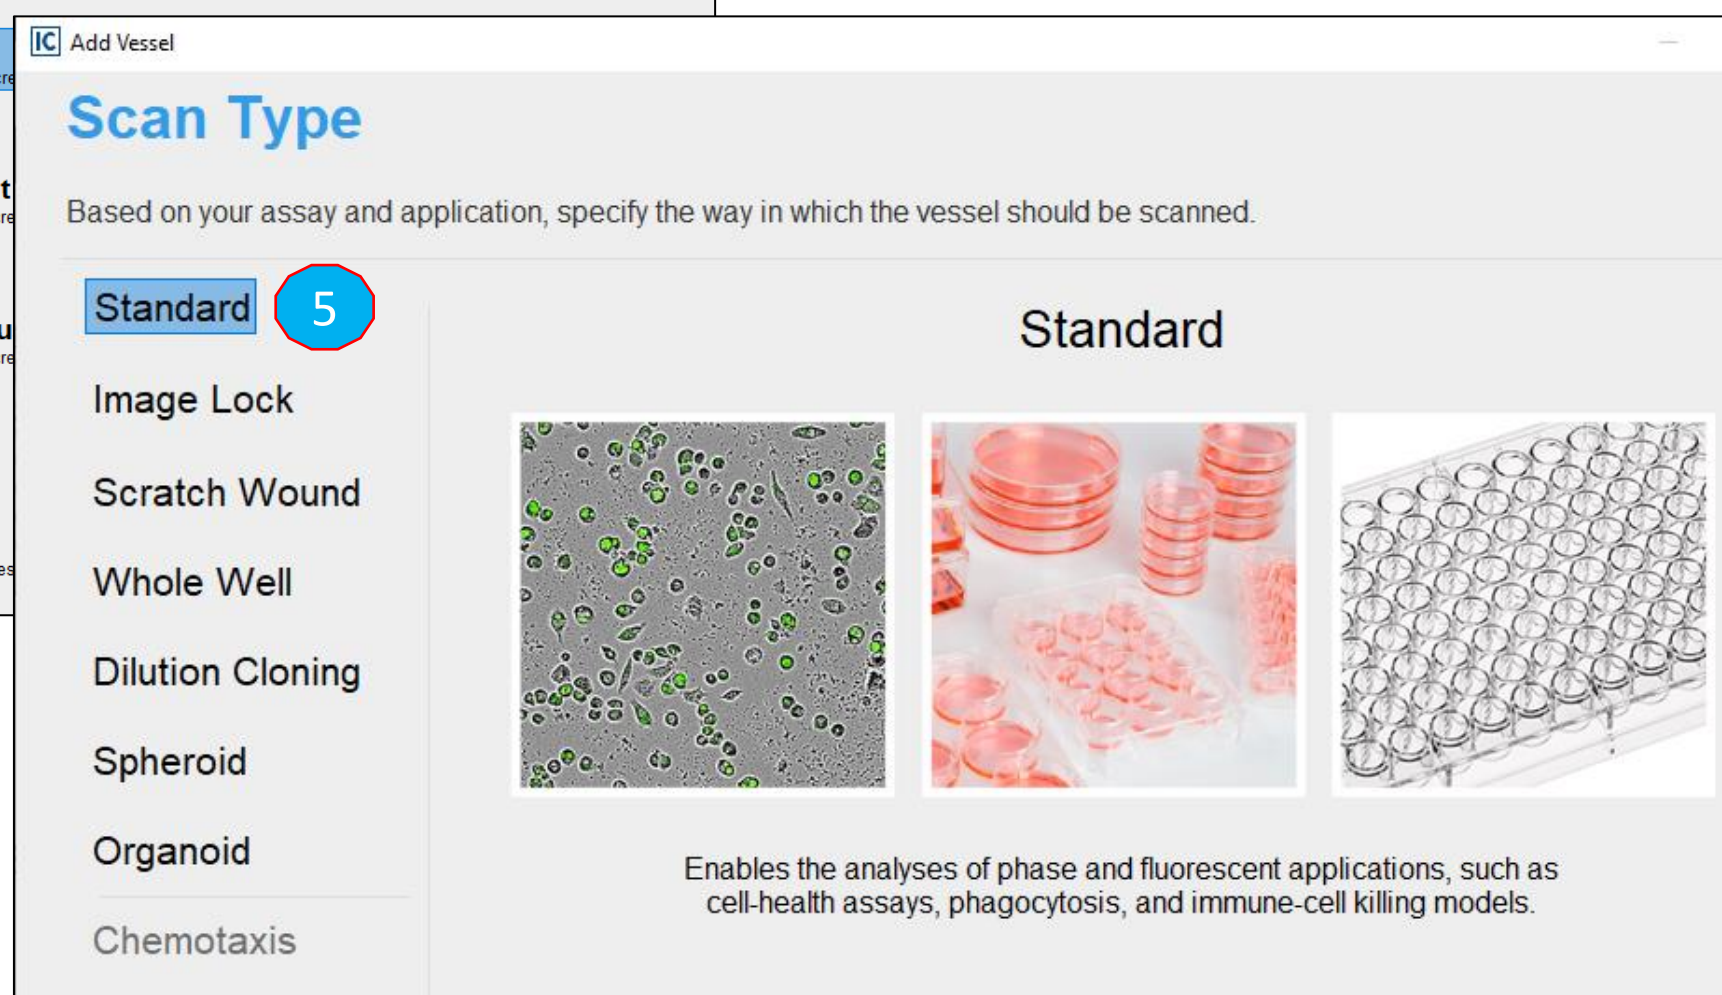 IC Add Vessel
Scan Type
Based on your assay and application, specify the way in which the vessel should be scanned.
Standard
5
Image Lock
Scratch Wound
Whole Well
Dilution Cloning
Spheroid
Organoid
Chemotaxis
Standard
Enables the analyses of phase and fluorescent applications, such as
cell-health assays, phagocytosis, and immune-cell killing models.